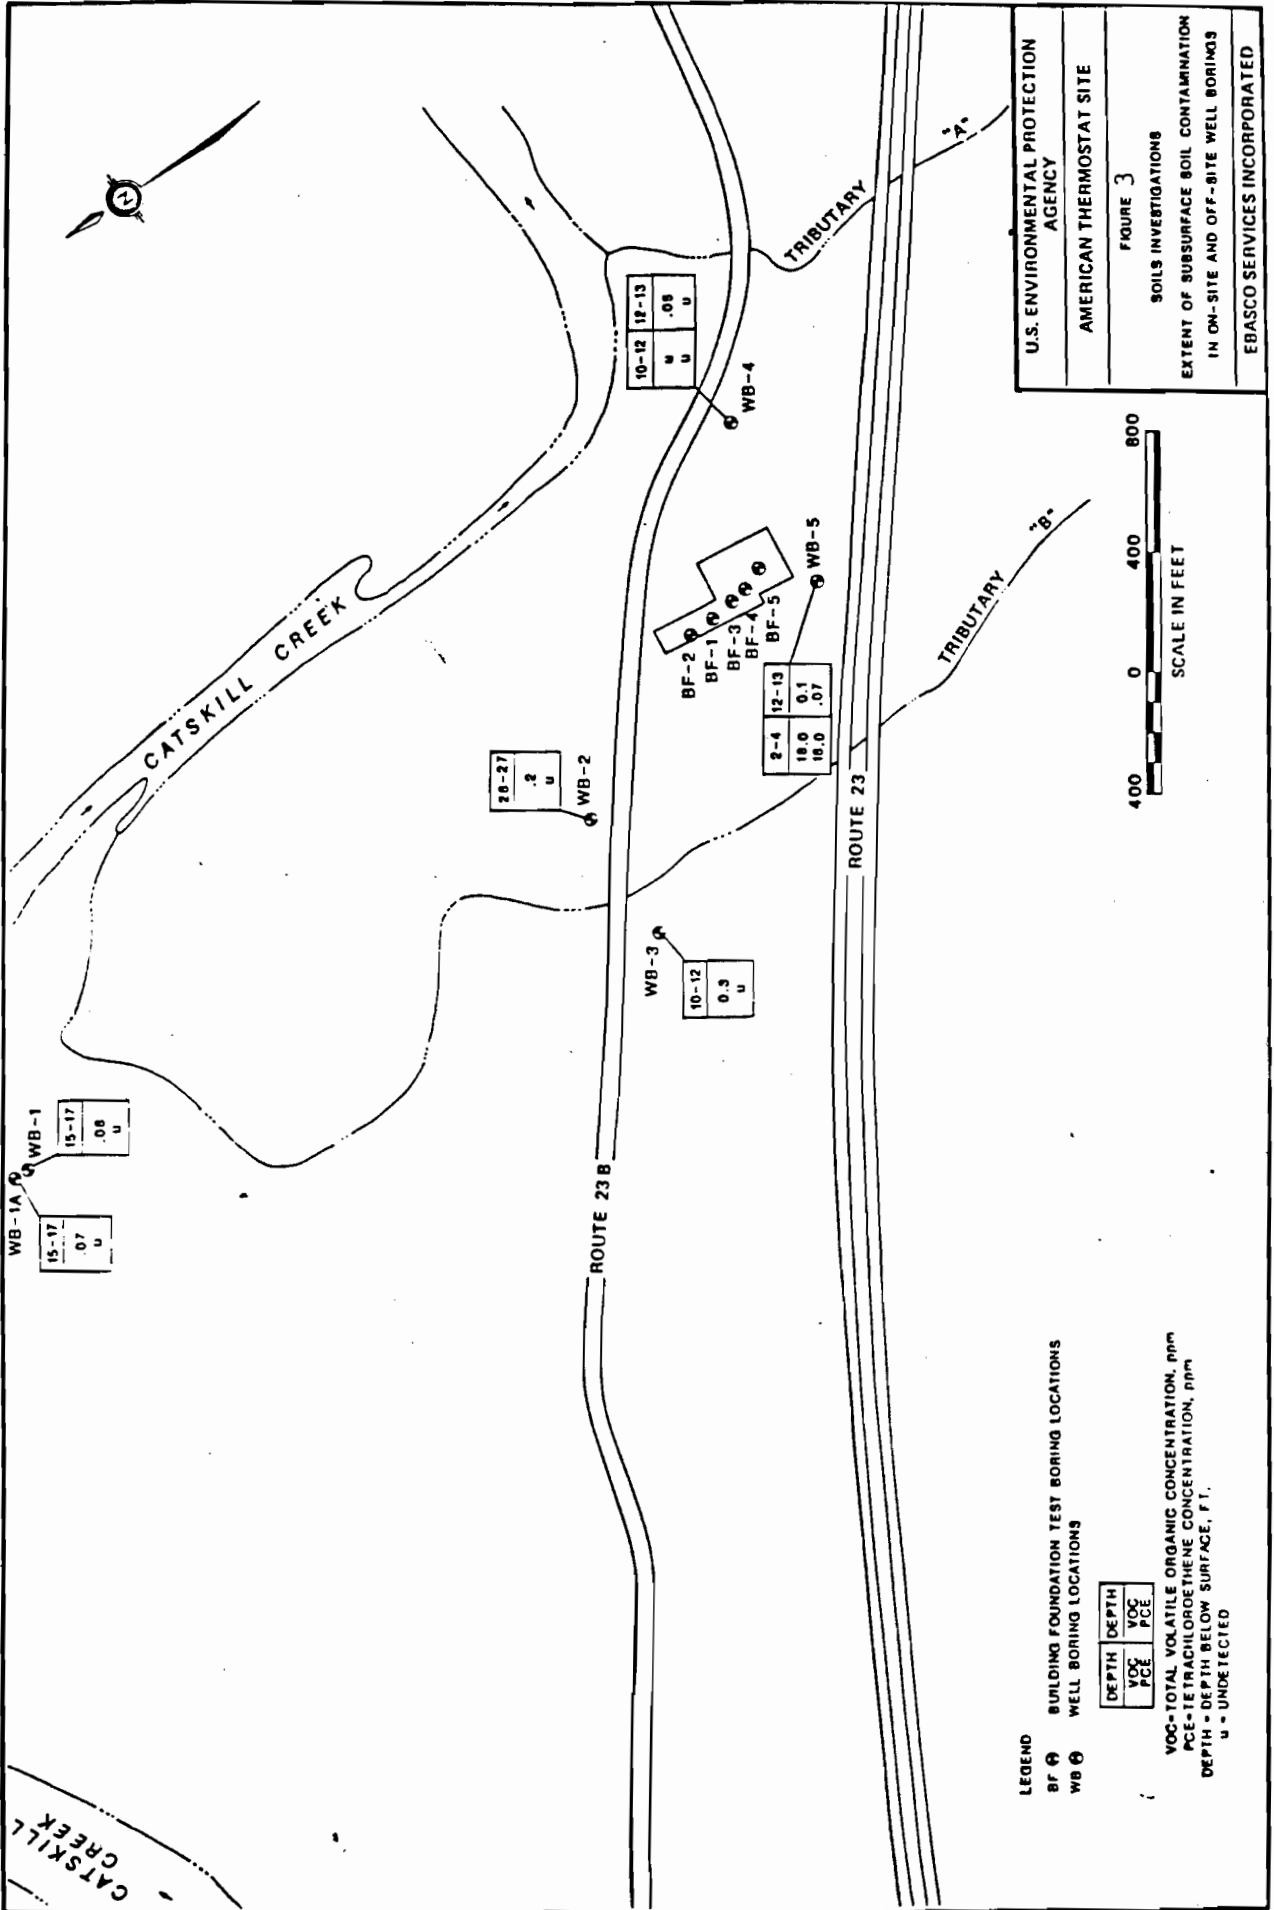 WB-1A
WB-1
15-17
.07
u
15-17
.08
u
CATSKILL CREEK
CATSKILL
CREEK
26-27
.2
u
WB-2
WB-3
10-12
0.3
u
10-12 12-13
u .05
u u
WB-4
BF-2
BF-1
BF-3
BF-4
BF-5
WB-5
2-4 12-13
18.0 0.1
18.0 .07
ROUTE 23B
ROUTE 23
TRIBUTARY "A"
TRIBUTARY "B"
LEGEND
BF BUILDING FOUNDATION TEST BORING LOCATIONS
WB WELL BORING LOCATIONS
DEPTH DEPTH
VOC VOC
PCE PCE
VOC=TOTAL VOLATILE ORGANIC CONCENTRATION, ppm
PCE=TETRACHLOROETHENE CONCENTRATION, ppm
DEPTH = DEPTH BELOW SURFACE, FT.
u = UNDETECTED
400 0 400 800
SCALE IN FEET
U.S. ENVIRONMENTAL PROTECTION
AGENCY
AMERICAN THERMOSTAT SITE
FIGURE 3
SOILS INVESTIGATIONS
EXTENT OF SUBSURFACE SOIL CONTAMINATION
IN ON-SITE AND OFF-SITE WELL BORINGS
EBASCO SERVICES INCORPORATED
N